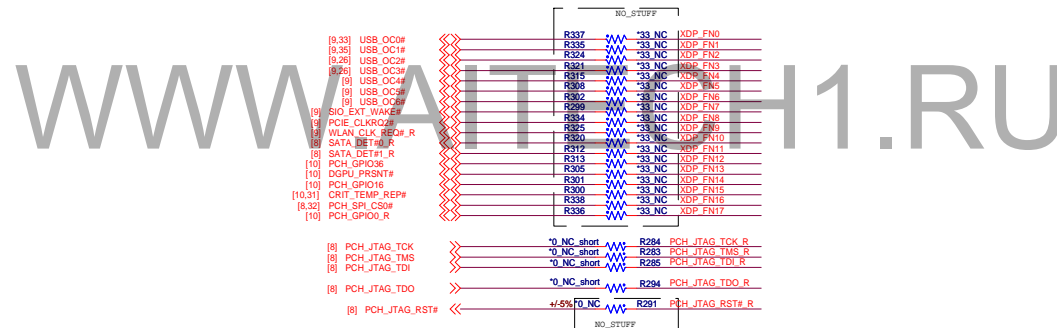 NO_STUFF
[9,33] USB_OC0# R337 *33_NC XDP_FN0
[9,35] USB_OC1# R335 *33_NC XDP_FN1
[9,26] USB_OC2# R324 *33_NC XDP_FN2
[9,26] USB_OC3# R321 *33_NC XDP_FN3
[9] USB_OC4# R315 *33_NC XDP_FN4
[9] USB_OC5# R308 *33_NC XDP_FN5
[9] USB_OC6# R302 *33_NC XDP_FN6
[9] SIO_EXT_WAKE# R299 *33_NC XDP_FN7
[9] PCIE_CLKRQ2# R334 *33_NC XDP_FN8
[9] WLAN_CLK_REQ#_R R325 *33_NC XDP_FN9
[8] SATA_DET#0_R R320 *33_NC XDP_FN10
[8] SATA_DET#1_R R312 *33_NC XDP_FN11
[10] PCH_GPIO36 R313 *33_NC XDP_FN12
[10] DGPU_PRSNT# R305 *33_NC XDP_FN13
[10] PCH_GPIO16 R301 *33_NC XDP_FN14
[10,31] CRIT_TEMP_REP# R300 *33_NC XDP_FN15
[8,32] PCH_SPI_CS0# R338 *33_NC XDP_FN16
[10] PCH_GPIO0_R R336 *33_NC XDP_FN17
[8] PCH_JTAG_TCK *0_NC_short R284 PCH_JTAG_TCK_R
[8] PCH_JTAG_TMS *0_NC_short R283 PCH_JTAG_TMS_R
[8] PCH_JTAG_TDI *0_NC_short R285 PCH_JTAG_TDI_R
[8] PCH_JTAG_TDO *0_NC_short R294 PCH_JTAG_TDO_R
[8] PCH_JTAG_RST# +/-5%*0_NC R291 PCH_JTAG_RST#_R
NO_STUFF